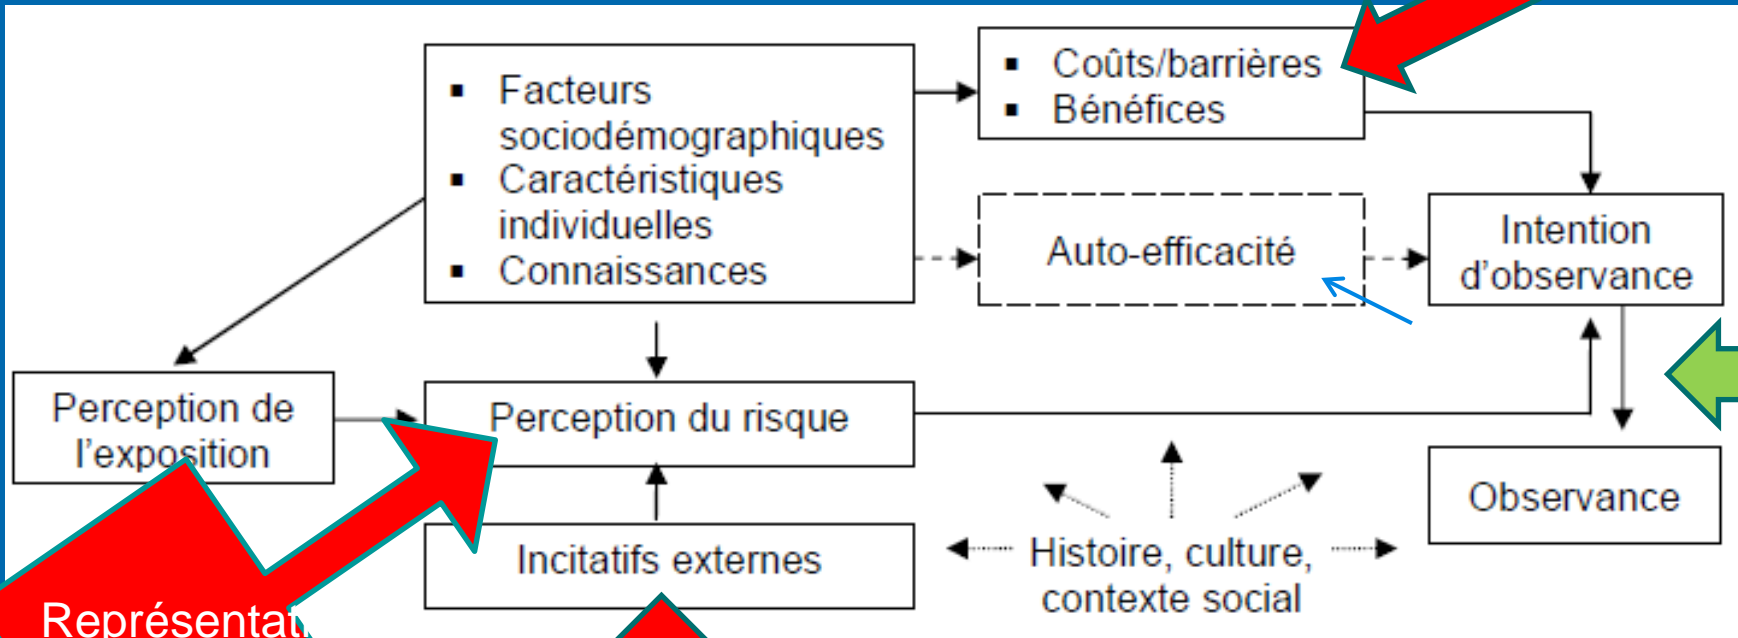 ▪ Facteurs
sociodémographiques
▪ Caractéristiques
individuelles
▪ Connaissances
▪ Coûts/barrières
▪ Bénéfices
Auto-efficacité
Intention
d'observance
Perception de
l'exposition
Perception du risque
Observance
Incitatifs externes
Histoire, culture,
contexte social